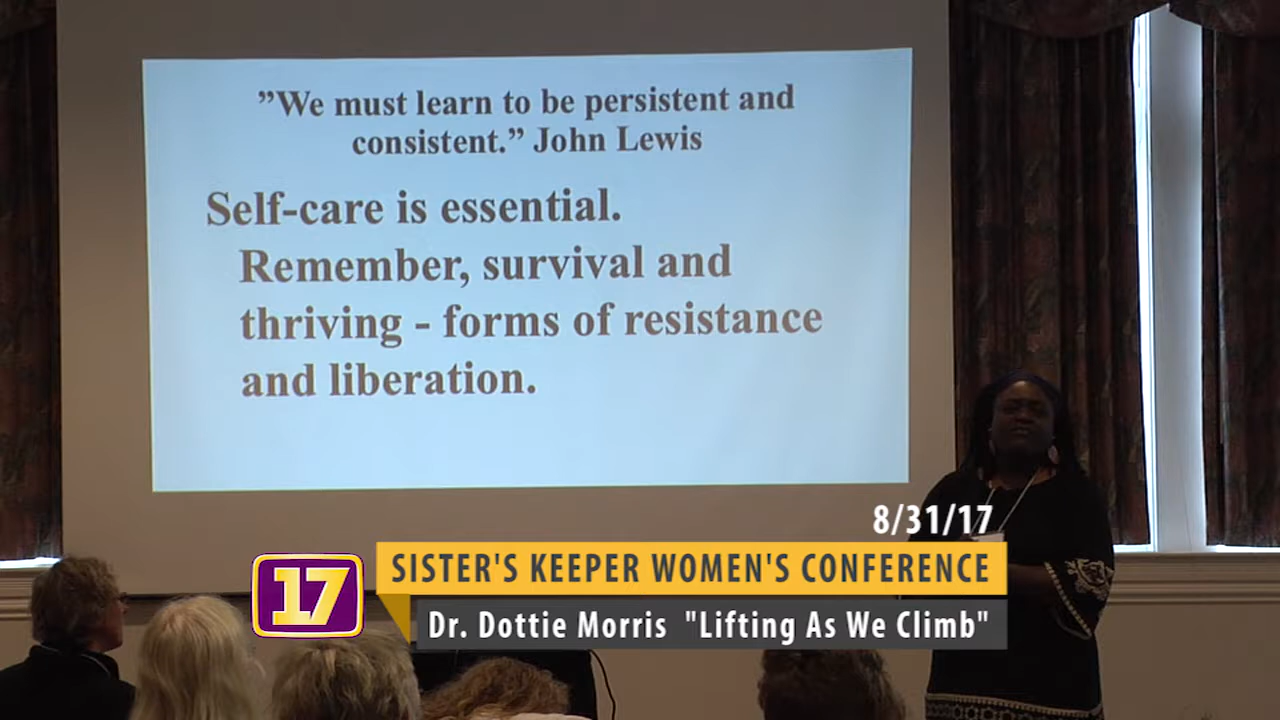 ”We must learn to be persistent and
consistent.” John Lewis
Self-care is essential.
Remember, survival and
thriving - forms of resistance
and liberation.
8/31/17
17
SISTER'S KEEPER WOMEN'S CONFERENCE
Dr. Dottie Morris "Lifting As We Climb"